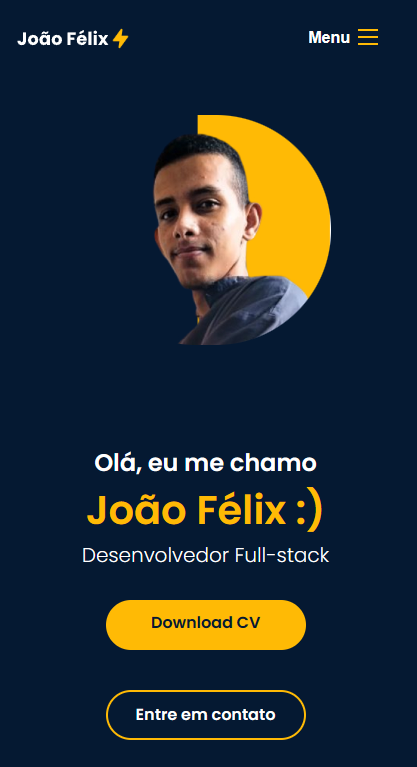 João Félix
Menu
Olá, eu me chamo
João Félix :)
Desenvolvedor Full-stack
Download CV
Entre em contato